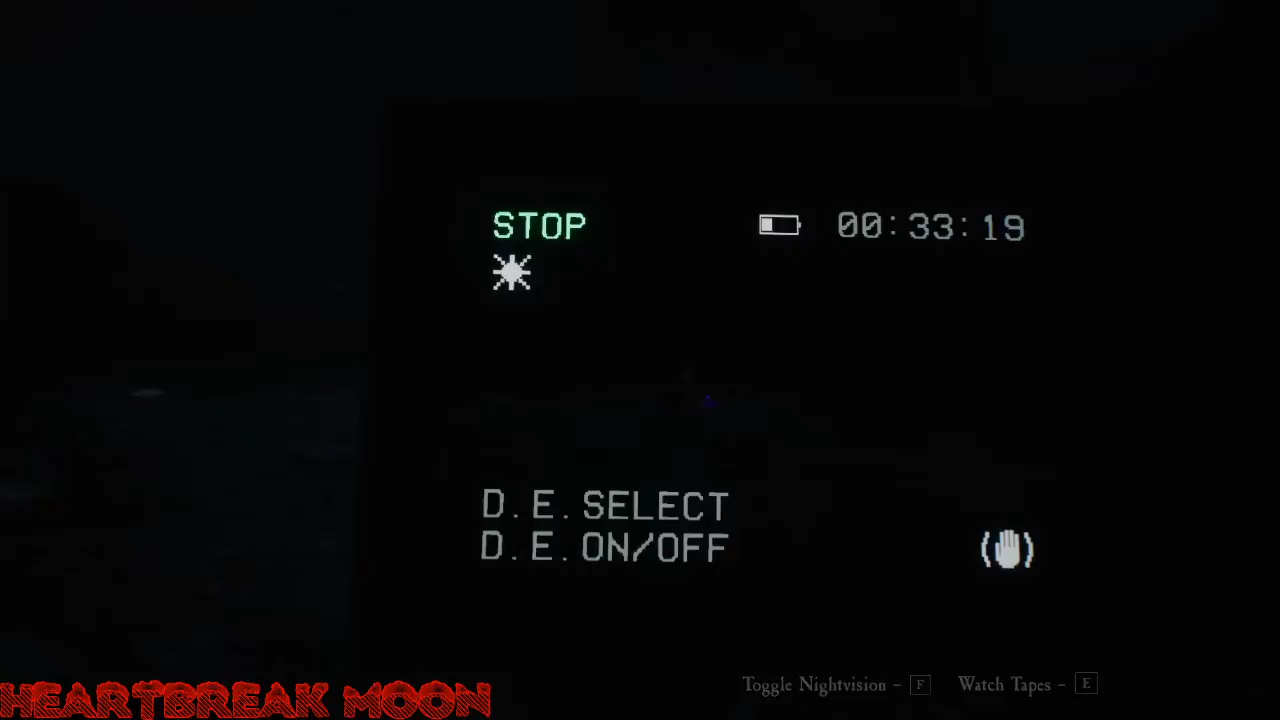 STOP
00:33:19
D.E.SELECT
D.E.ON/OFF
Toggle Nightvision - F
Watch Tapes - E
HEARTBREAK MOON